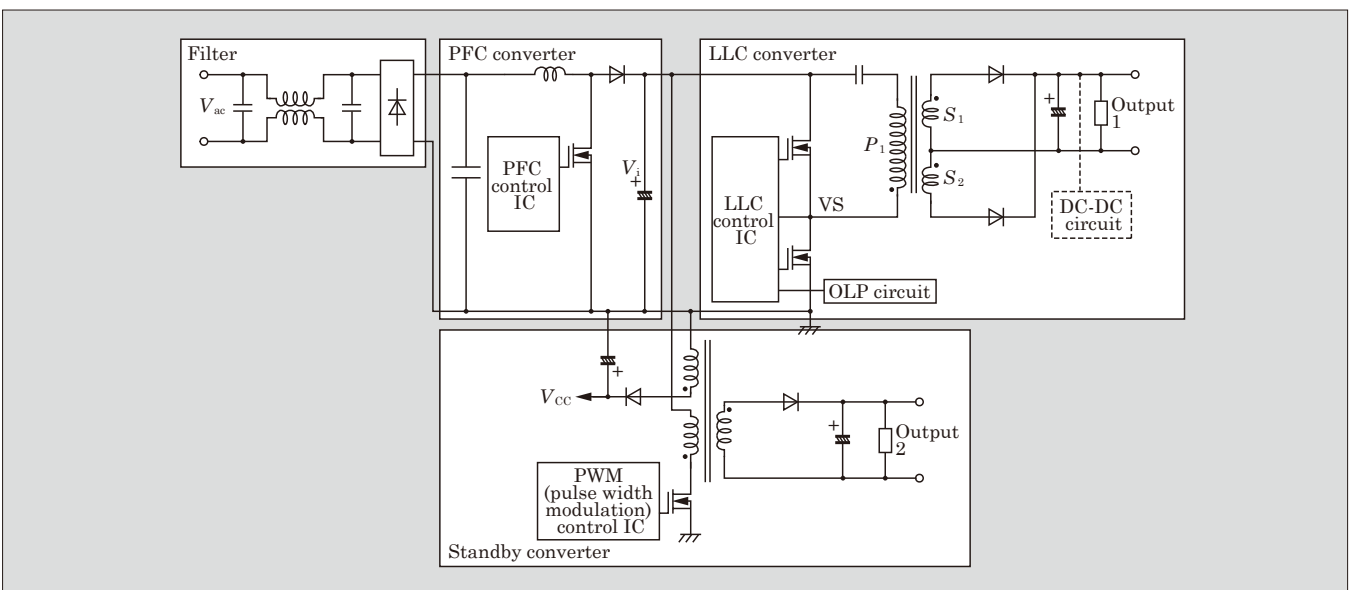 Filter
V_ac
PFC converter
PFC
control
IC
V_i
+
LLC converter
LLC
control
IC
VS
OLP circuit
P_1
S_1
S_2
+
Output
1
DC-DC
circuit
+
V_CC
PWM
(pulse width
modulation)
control IC
+
Output
2
Standby converter